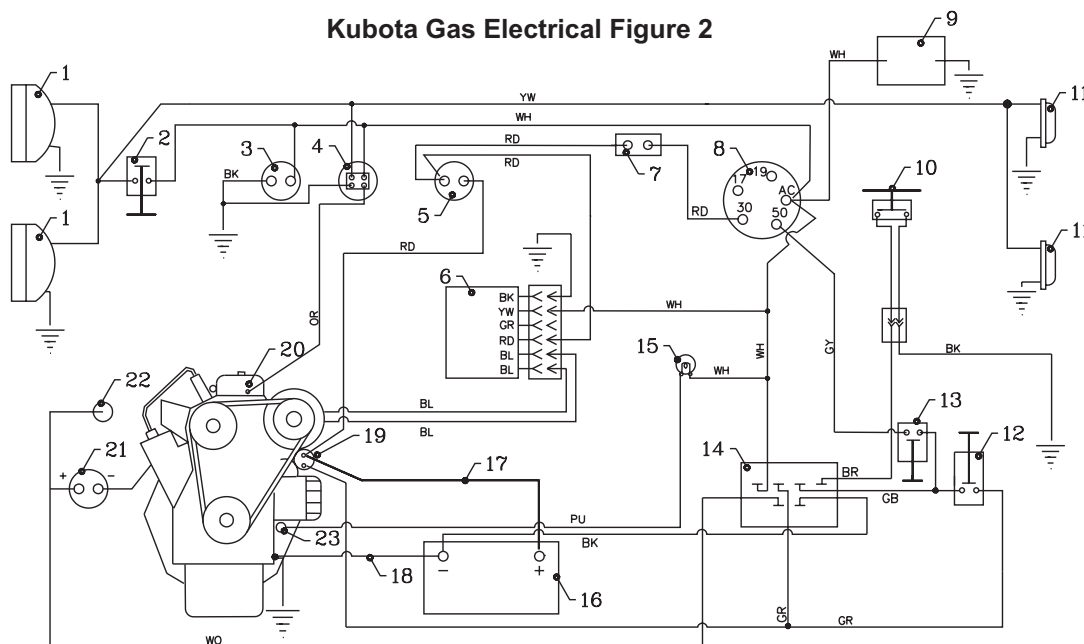 Kubota Gas Electrical Figure 2
9
WH
1
11
YW
2
WH
3
4
RD
7
8
19
17
10
BK
RD
AC
5
30
50
RD
1
11
RD
6
BK
YW
WH
GR
OR
RD
BL
15
WH
WH
GY
BK
BL
20
22
13
BL
12
BL
19
14
21
+
-
17
BR
GB
PU
23
BK
-
+
18
16
GR
GR
WO